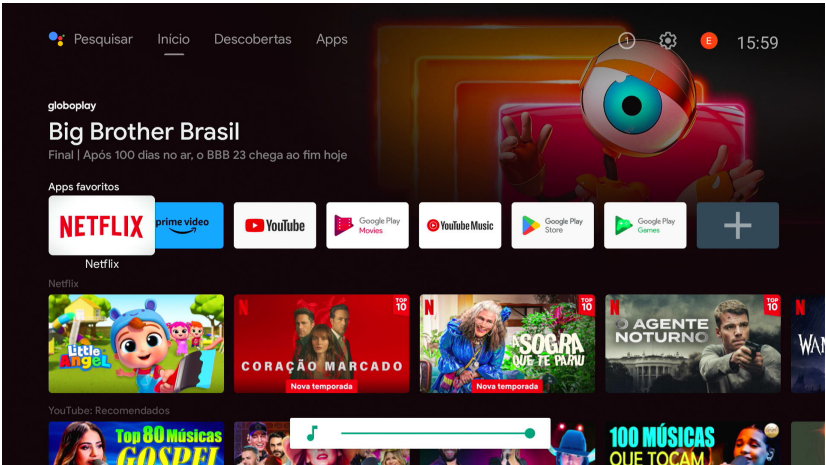 Pesquisar
Início
Descobertas
Apps
1
E
15:59
globoplay
Big Brother Brasil
Final | Após 100 dias no ar, o BBB 23 chega ao fim hoje
Apps favoritos
NETFLIX
prime video
YouTube
Google Play
Movies
YouTube Music
Google Play
Store
Google Play
Games
Netflix
Netflix
Little
Angel
N
TOP
10
CORAÇÃO MARCADO
Nova temporada
N
TOP
10
A SOGRA
QUE TE PARIU
Nova temporada
N
TOP
10
O AGENTE
NOTURNO
N
YouTube: Recomendados
Top 80 Músicas
GOSPEL
100 MÚSICAS
QUE TOCAM